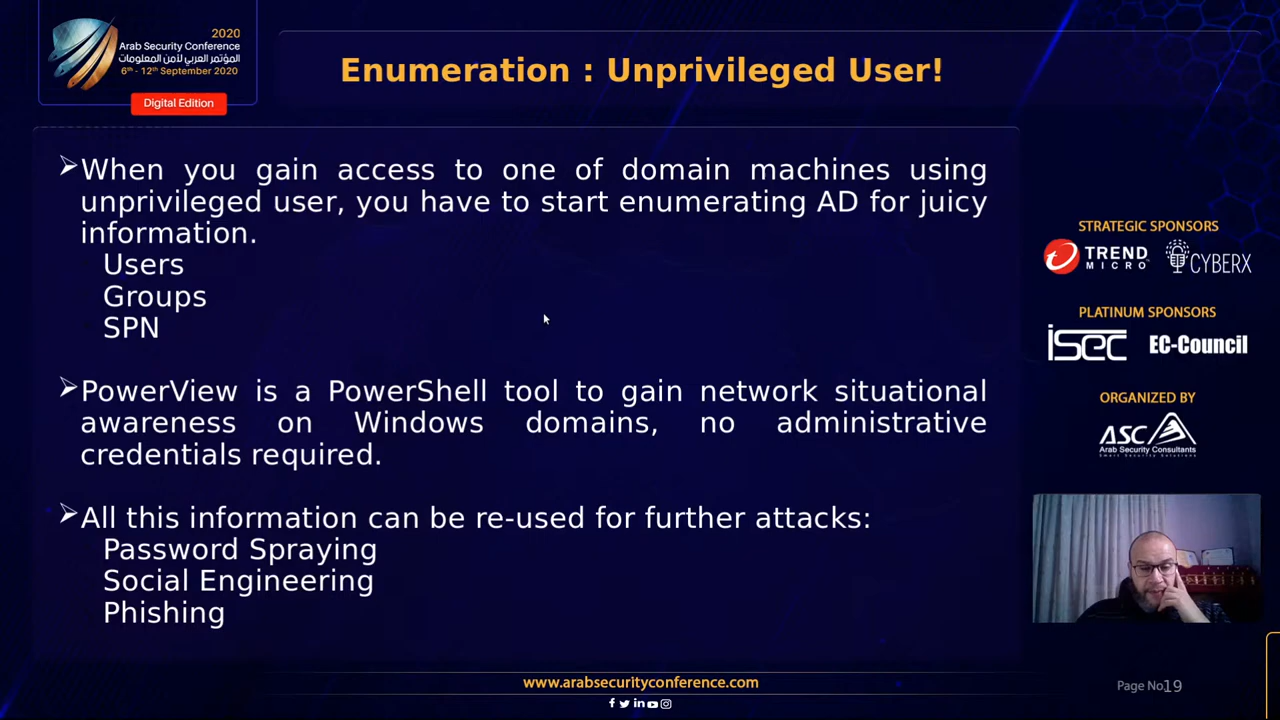 2020
Arab Security Conference
المؤتمر العربي لأمن المعلومات
6th - 12th September 2020
Digital Edition
Enumeration : Unprivileged User!
➢When you gain access to one of domain machines using
unprivileged user, you have to start enumerating AD for juicy
information.
Users
Groups
SPN
➢PowerView is a PowerShell tool to gain network situational
awareness on Windows domains, no administrative
credentials required.
➢All this information can be re-used for further attacks:
Password Spraying
Social Engineering
Phishing
STRATEGIC SPONSORS
TREND
MICRO
CYBERX
PLATINUM SPONSORS
isec
EC-Council
ORGANIZED BY
ASC
Arab Security Consultants
Smart Security Solutions
www.arabsecurityconference.com
Page No19